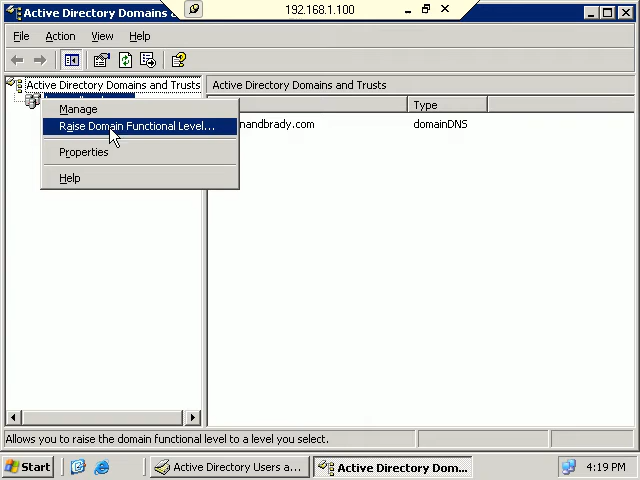 Active Directory Domains a
192.168.1.100
File Action View Help
Active Directory Domains and Trusts
Active Directory Domains and Trusts
Manage
Raise Domain Functional Level...
Properties
Help
Type
nandbrady.com
domainDNS
Allows you to raise the domain functional level to a level you select.
Start
Active Directory Users a...
Active Directory Dom...
4:19 PM